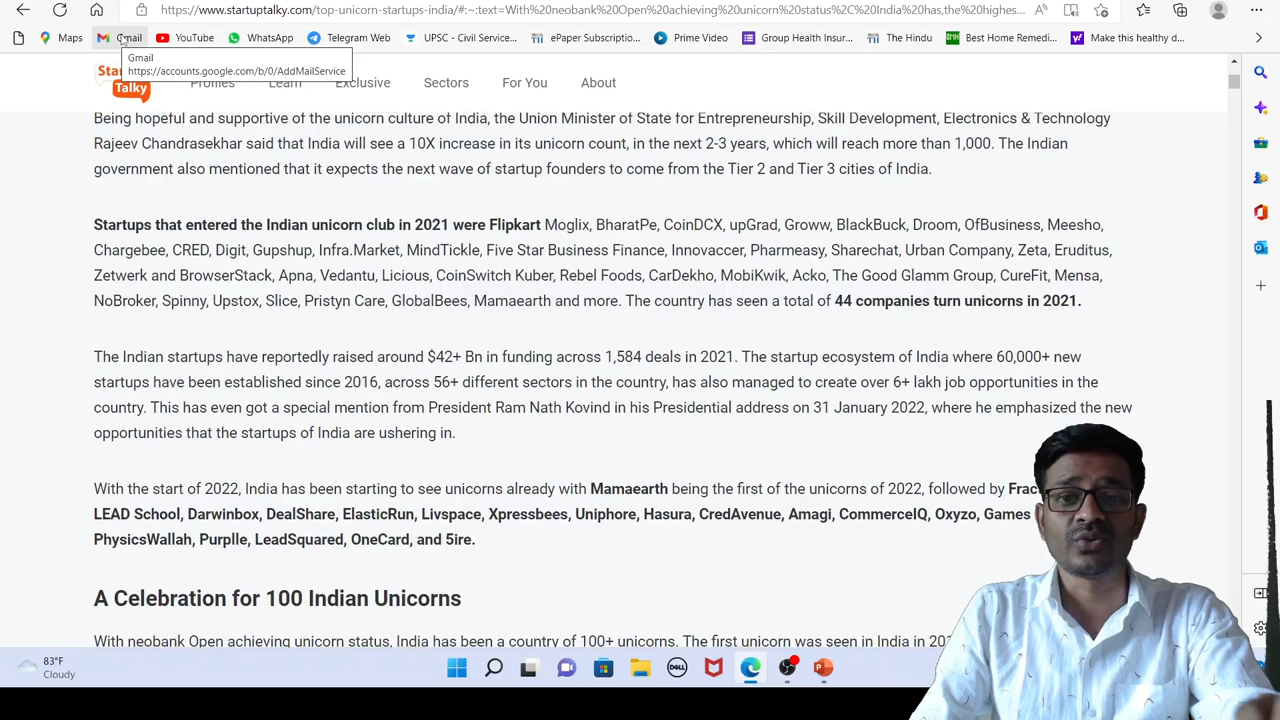 https://www.startuptalky.com/top-unicorn-startups-india/#:~:text=With%20neobank%20Open%20achieving%20unicorn%20status%2C%20India%20has,the%20highes...
Maps Gmail YouTube WhatsApp Telegram Web UPSC - Civil Service... ePaper Subscriptio... Prime Video Group Health Insur... The Hindu Best Home Remedi... Make this healthy d...
Gmail
https://accounts.google.com/b/0/AddMailService
Talky
Profiles Learn Exclusive Sectors For You About
Being hopeful and supportive of the unicorn culture of India, the Union Minister of State for Entrepreneurship, Skill Development, Electronics & Technology
Rajeev Chandrasekhar said that India will see a 10X increase in its unicorn count, in the next 2-3 years, which will reach more than 1,000. The Indian
government also mentioned that it expects the next wave of startup founders to come from the Tier 2 and Tier 3 cities of India.
Startups that entered the Indian unicorn club in 2021 were Flipkart Moglix, BharatPe, CoinDCX, upGrad, Groww, BlackBuck, Droom, OfBusiness, Meesho,
Chargebee, CRED, Digit, Gupshup, Infra.Market, MindTickle, Five Star Business Finance, Innovaccer, Pharmeasy, Sharechat, Urban Company, Zeta, Eruditus,
Zetwerk and BrowserStack, Apna, Vedantu, Licious, CoinSwitch Kuber, Rebel Foods, CarDekho, MobiKwik, Acko, The Good Glamm Group, CureFit, Mensa,
NoBroker, Spinny, Upstox, Slice, Pristyn Care, GlobalBees, Mamaearth and more. The country has seen a total of 44 companies turn unicorns in 2021.
The Indian startups have reportedly raised around $42+ Bn in funding across 1,584 deals in 2021. The startup ecosystem of India where 60,000+ new
startups have been established since 2016, across 56+ different sectors in the country, has also managed to create over 6+ lakh job opportunities in the
country. This has even got a special mention from President Ram Nath Kovind in his Presidential address on 31 January 2022, where he emphasized the new
opportunities that the startups of India are ushering in.
With the start of 2022, India has been starting to see unicorns already with Mamaearth being the first of the unicorns of 2022, followed by
LEAD School, Darwinbox, DealShare, ElasticRun, Livspace, Xpressbees, Uniphore, Hasura, CredAvenue, Amagi, CommerceIQ, Oxyzo, Games
PhysicsWallah, Purplle, LeadSquared, OneCard, and 5ire.
A Celebration for 100 Indian Unicorns
With neobank Open achieving unicorn status, India has been a country of 100+ unicorns. The first unicorn was seen in India in
83°F
Cloudy
DELL